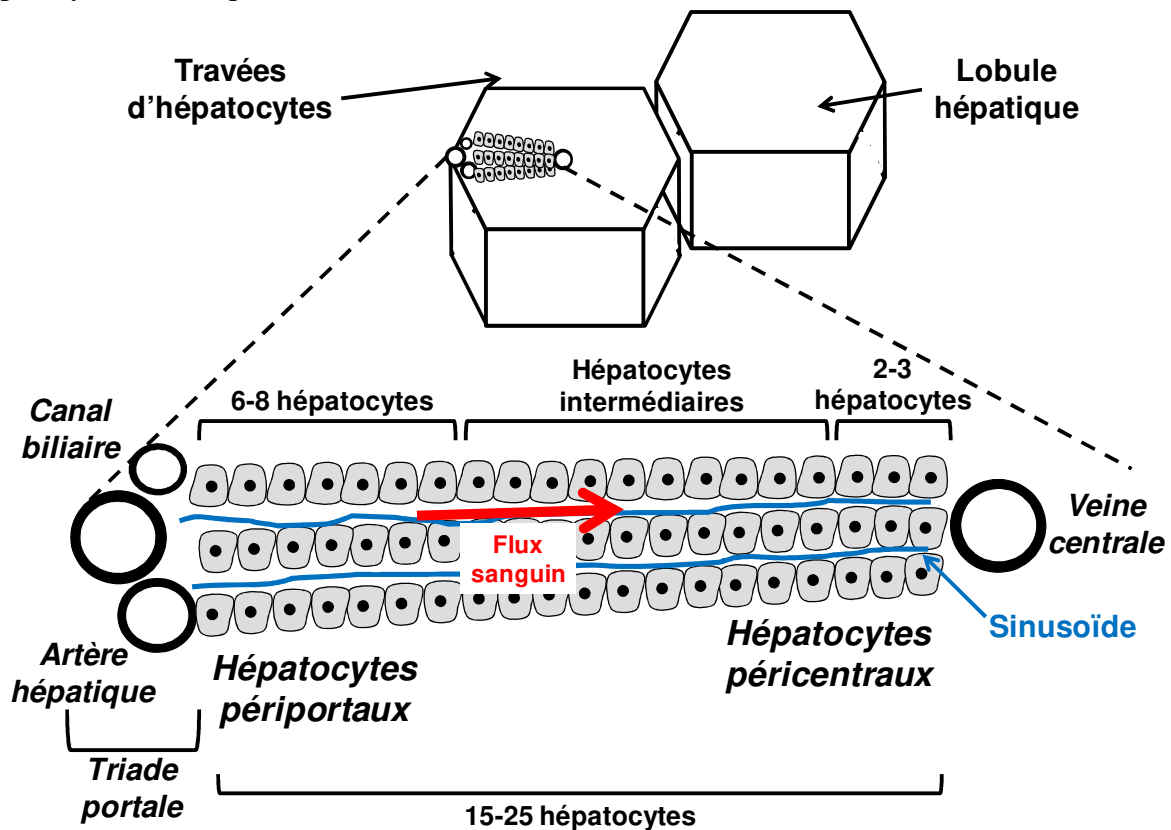 Travées
d'hépatocytes
Lobule
hépatique
Canal
biliaire
6-8 hépatocytes
Hépatocytes
intermédiaires
2-3
hépatocytes
Flux
sanguin
Veine
centrale
Sinusoïde
Artère
hépatique
Hépatocytes
périportaux
Hépatocytes
péricentraux
Triade
portale
15-25 hépatocytes